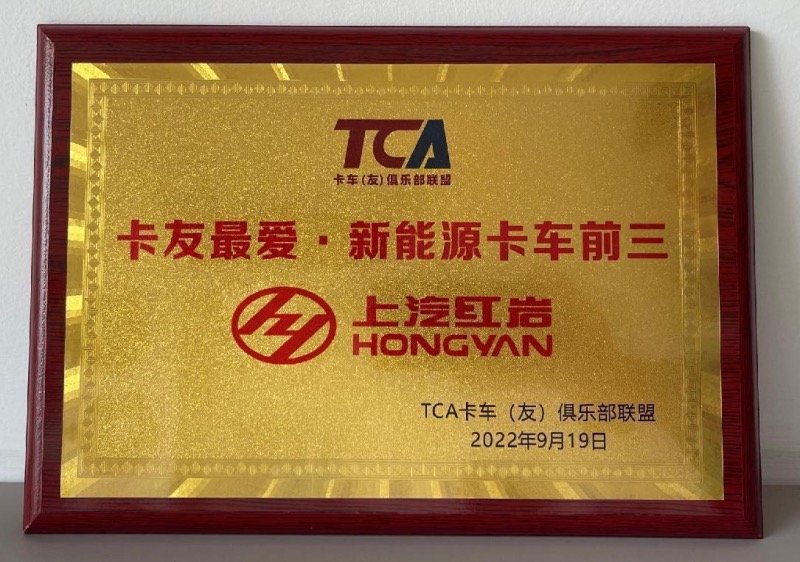 TCA
卡车(友)俱乐部联盟
卡友最爱·新能源卡车前三
上汽红岩
HONGYAN
TCA卡车（友）俱乐部联盟
2022年9月19日